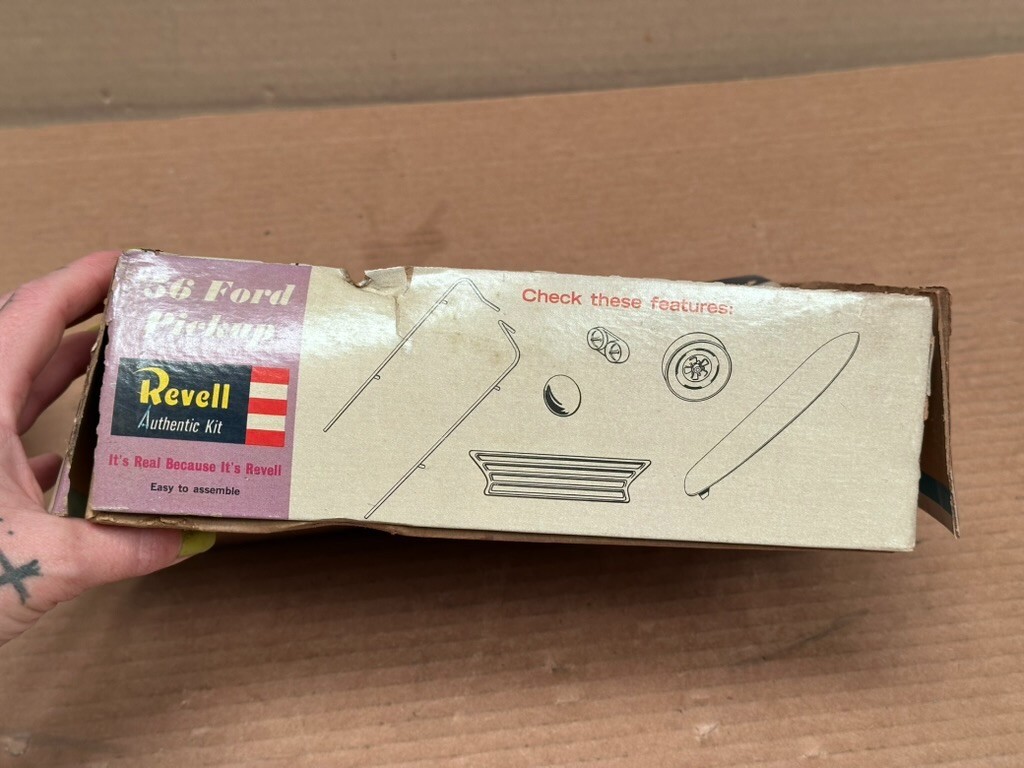 '56 Ford
Pickup
Revell
Authentic Kit
It's Real Because It's Revell
Easy to assemble
Check these features: